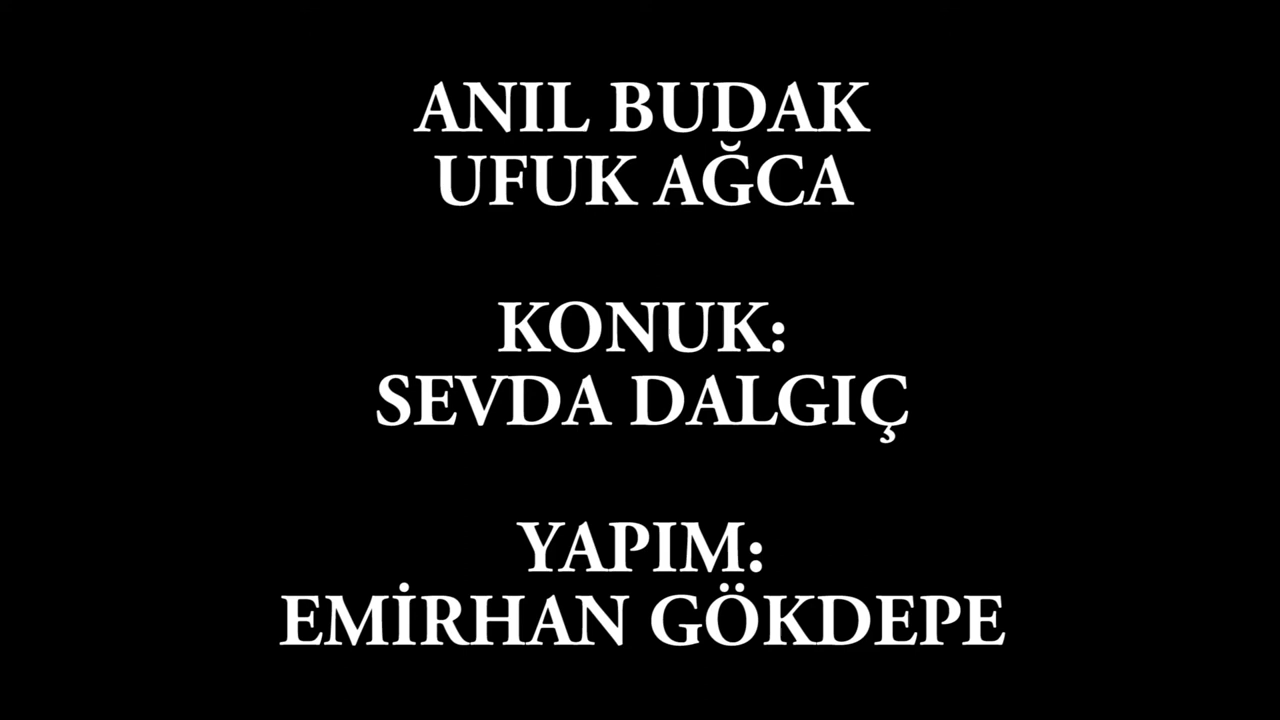 ANIL BUDAK
UFUK AĞCA
KONUK:
SEVDA DALGIÇ
YAPIM:
EMİRHAN GÖKDEPE